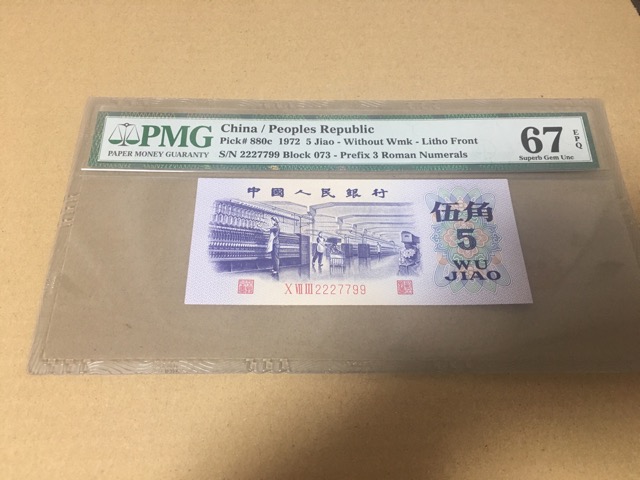 PMG
PAPER MONEY GUARANTY
China / Peoples Republic
Pick# 880c 1972 5 Jiao - Without Wmk - Litho Front
S/N 2227799 Block 073 - Prefix 3 Roman Numerals
67 EPQ
Superb Gem Unc
中國人民銀行
伍角
5
WU
JIAO
X VII III 2227799